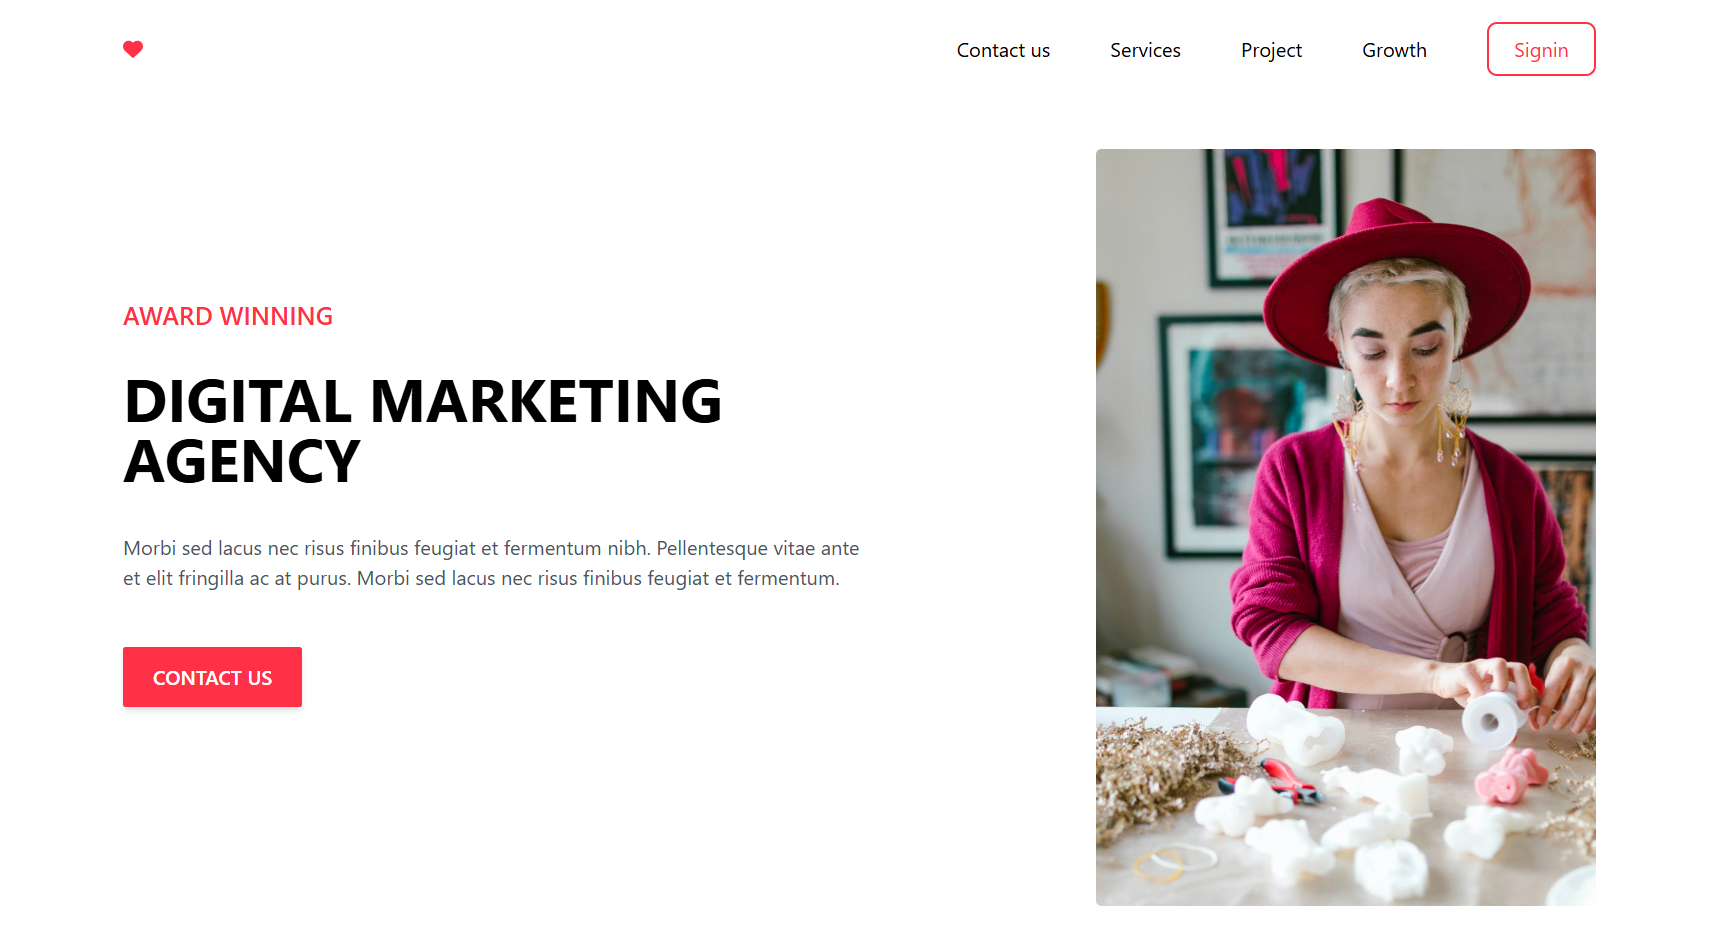 Contact us
Services
Project
Growth
Signin
AWARD WINNING
DIGITAL MARKETING
AGENCY
Morbi sed lacus nec risus finibus feugiat et fermentum nibh. Pellentesque vitae ante
et elit fringilla ac at purus. Morbi sed lacus nec risus finibus feugiat et fermentum.
CONTACT US